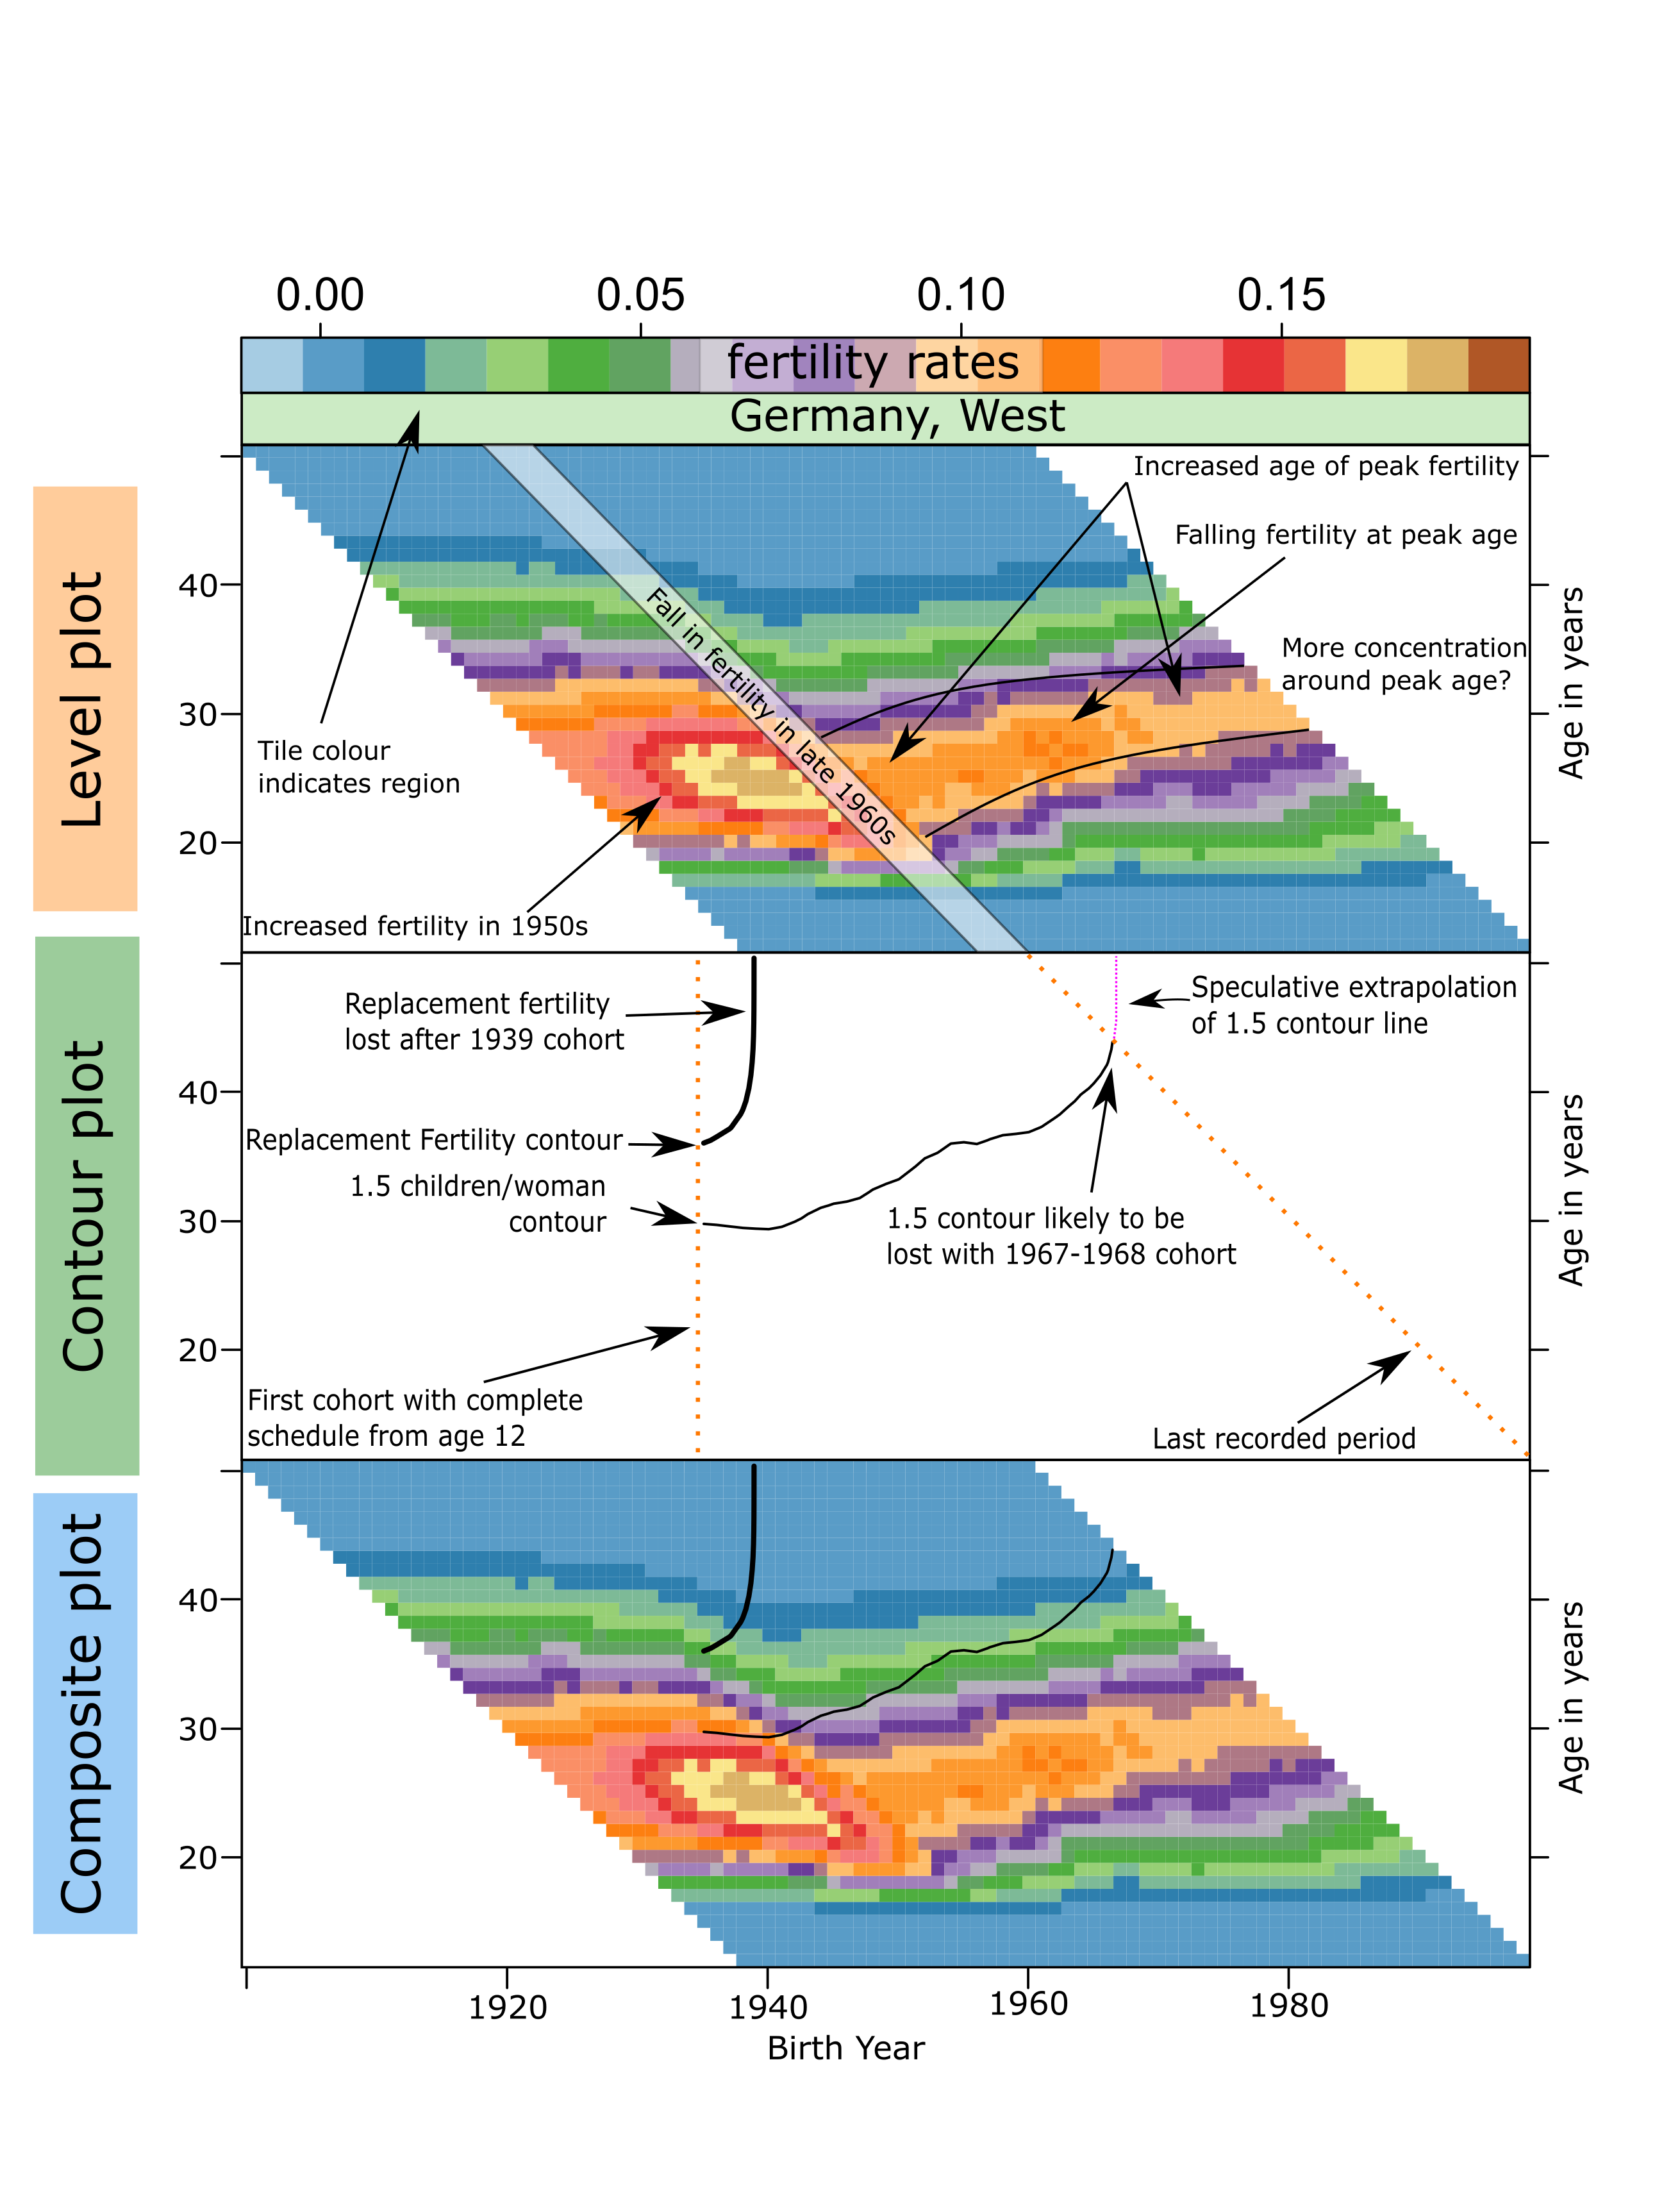 0.00 0.05 0.10 0.15
fertility rates
Germany, West
Level plot
40
30
20
Age in years
Increased age of peak fertility
Falling fertility at peak age
More concentration
around peak age?
Fall in fertility in late 1960s
Tile colour
indicates region
Increased fertility in 1950s
Contour plot
40
30
20
Age in years
Replacement fertility
lost after 1939 cohort
Speculative extrapolation
of 1.5 contour line
Replacement Fertility contour
1.5 children/woman
contour
1.5 contour likely to be
lost with 1967-1968 cohort
First cohort with complete
schedule from age 12
Last recorded period
Composite plot
40
30
20
Age in years
1920 1940 1960 1980
Birth Year